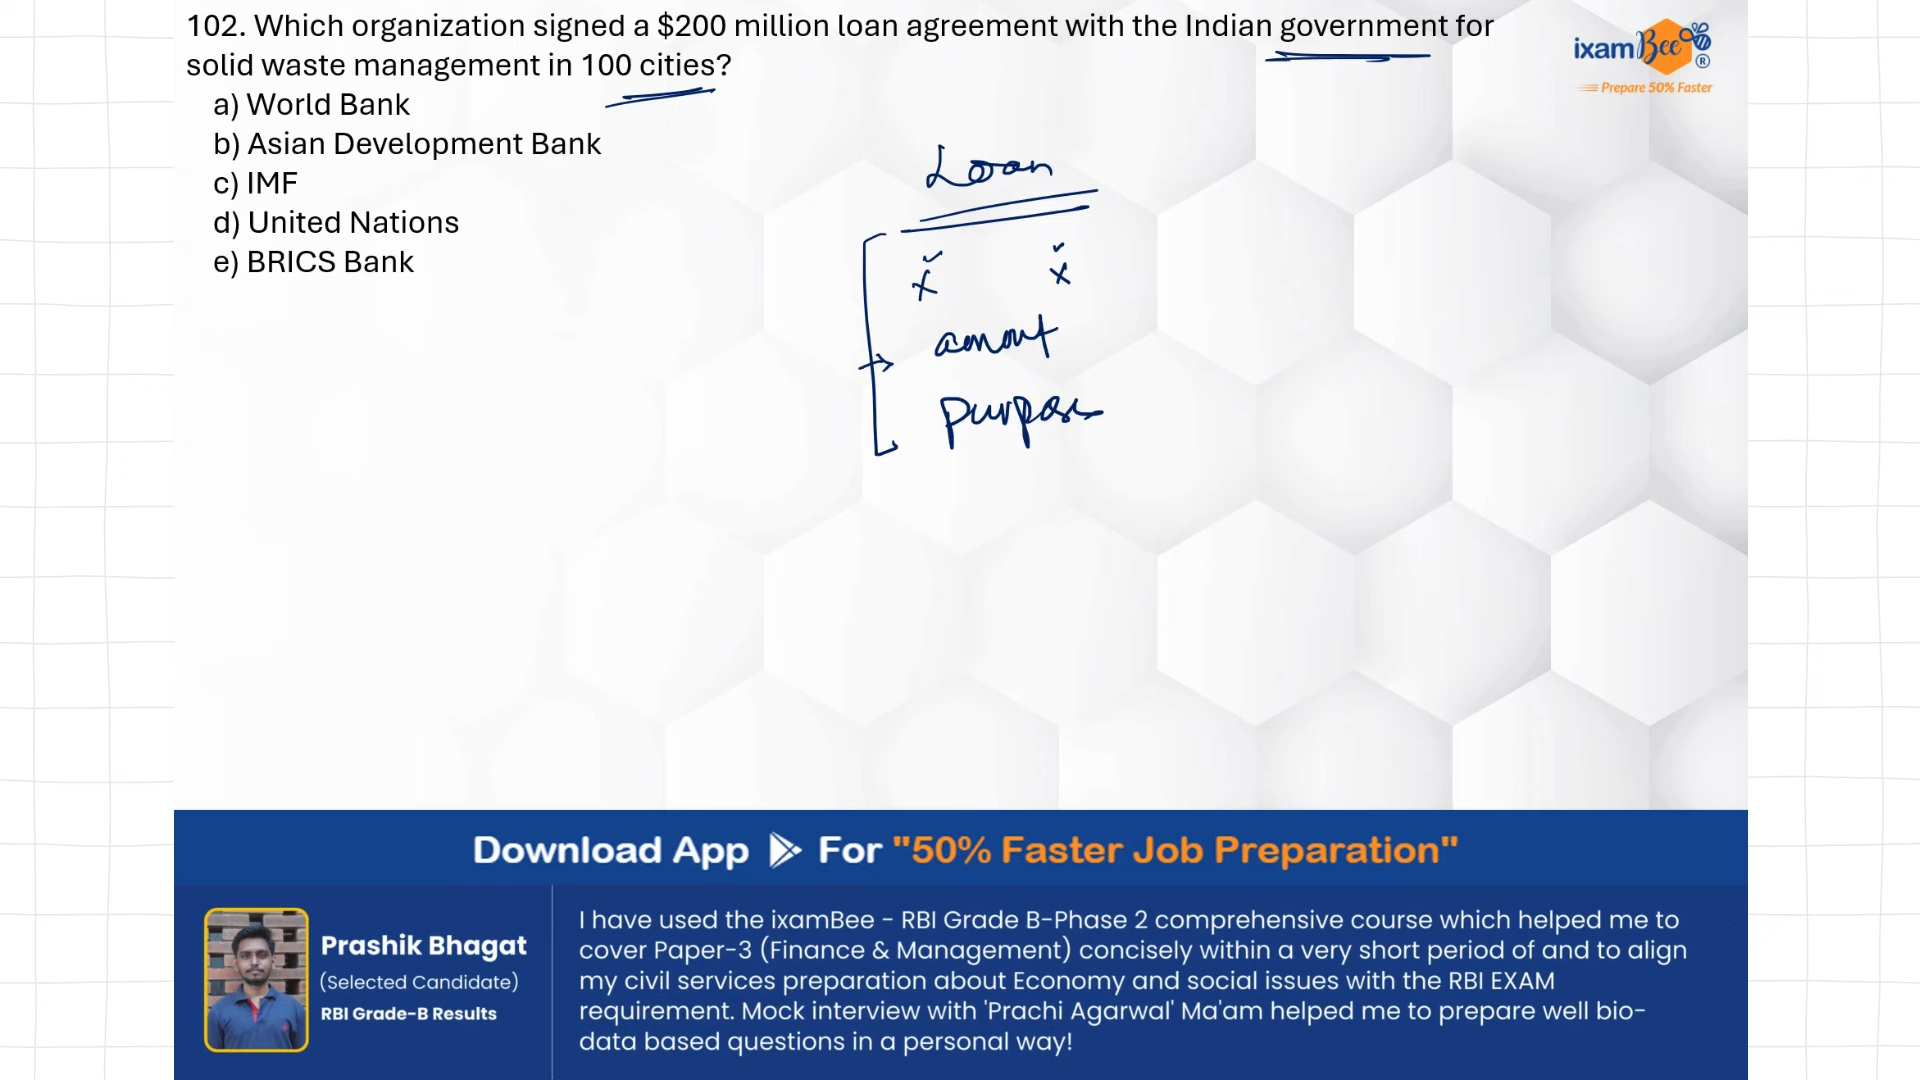 102. Which organization signed a $200 million loan agreement with the Indian government for
solid waste management in 100 cities?
a) World Bank
b) Asian Development Bank
c) IMF
d) United Nations
e) BRICS Bank
ixamBee
®
Prepare 50% Faster
Loan
x x
amout
purpose
Download App For "50% Faster Job Preparation"
Prashik Bhagat
(Selected Candidate)
RBI Grade-B Results
I have used the ixamBee - RBI Grade B-Phase 2 comprehensive course which helped me to
cover Paper-3 (Finance & Management) concisely within a very short period of and to align
my civil services preparation about Economy and social issues with the RBI EXAM
requirement. Mock interview with 'Prachi Agarwal' Ma'am helped me to prepare well bio-
data based questions in a personal way!